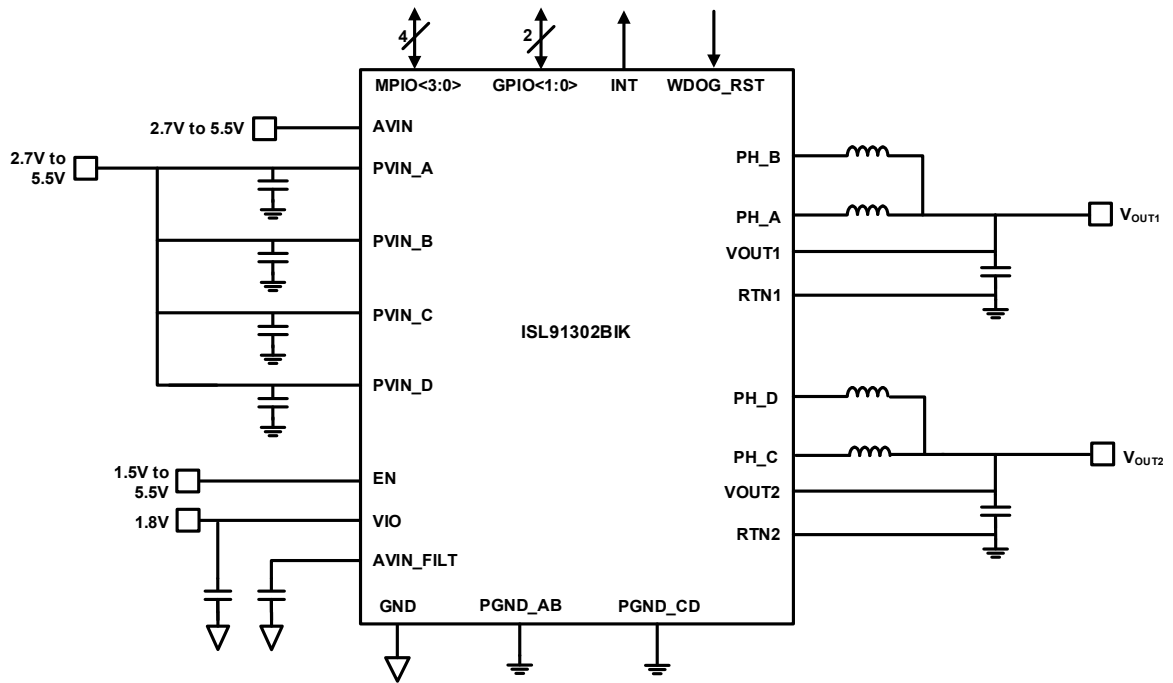 4
2
MPIO<3:0>
GPIO<1:0>
INT
WDOG_RST
2.7V to 5.5V
AVIN
2.7V to
5.5V
PVIN_A
PVIN_B
PVIN_C
PVIN_D
1.5V to
5.5V
EN
1.8V
VIO
AVIN_FILT
ISL91302BIK
PH_B
PH_A
VOUT1
RTN1
VOUT1
PH_D
PH_C
VOUT2
RTN2
VOUT2
GND
PGND_AB
PGND_CD